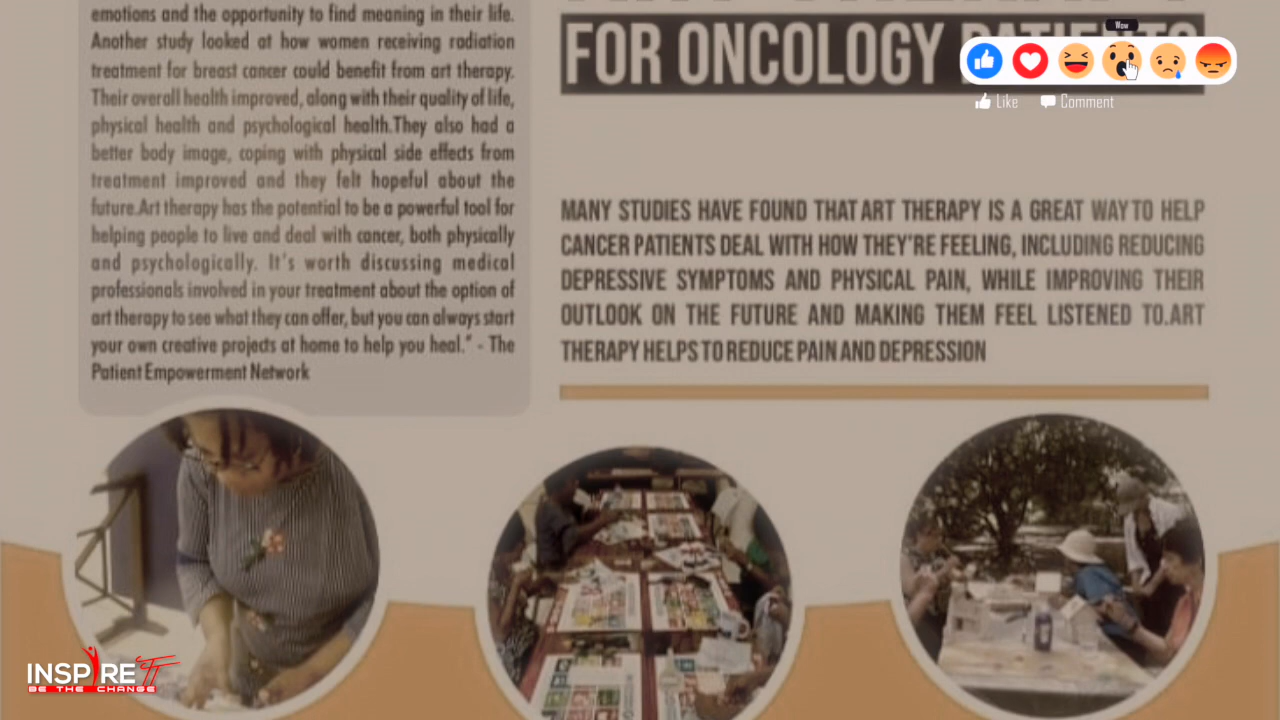 emotions and the opportunity to find meaning in their life.
Another study looked at how women receiving radiation
treatment for breast cancer could benefit from art therapy.
Their overall health improved, along with their quality of life,
physical health and psychological health.They also had a
better body image, coping with physical side effects from
treatment improved and they felt hopeful about the
future.Art therapy has the potential to be a powerful tool for
helping people to live and deal with cancer, both physically
and psychologically. It's worth discussing medical
professionals involved in your treatment about the option of
art therapy to see what they can offer, but you can always start
your own creative projects at home to help you heal." - The
Patient Empowerment Network
FOR ONCOLOGY PATIENTS
Wow
Like Comment
MANY STUDIES HAVE FOUND THAT ART THERAPY IS A GREAT WAY TO HELP
CANCER PATIENTS DEAL WITH HOW THEY'RE FEELING, INCLUDING REDUCING
DEPRESSIVE SYMPTOMS AND PHYSICAL PAIN, WHILE IMPROVING THEIR
OUTLOOK ON THE FUTURE AND MAKING THEM FEEL LISTENED TO.ART
THERAPY HELPS TO REDUCE PAIN AND DEPRESSION
INSPIRE TT
BE THE CHANGE